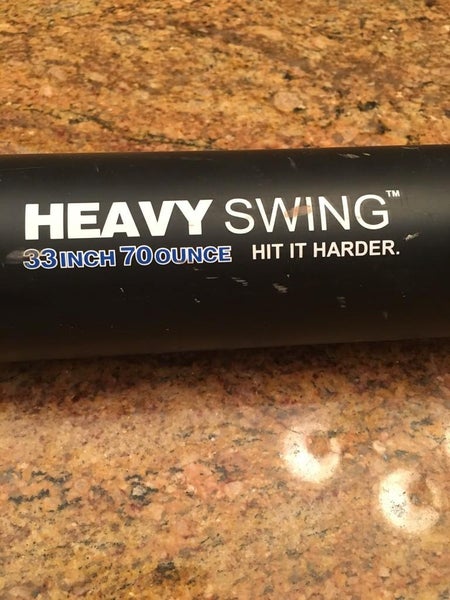 HEAVY SWING™
33 INCH 70 OUNCE HIT IT HARDER.